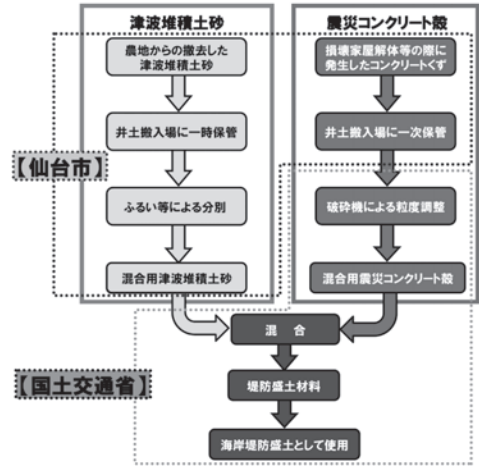 津波堆積土砂
農地からの撤去した
津波堆積土砂
井土搬入場に一時保管
ふるい等による分別
混合用津波堆積土砂
震災コンクリート殻
損壊家屋解体等の際に
発生したコンクリートくず
井土搬入場に一次保管
破砕機による粒度調整
混合用震災コンクリート殻
【仙台市】
混 合
【国土交通省】
堤防盛土材料
海岸堤防盛土として使用